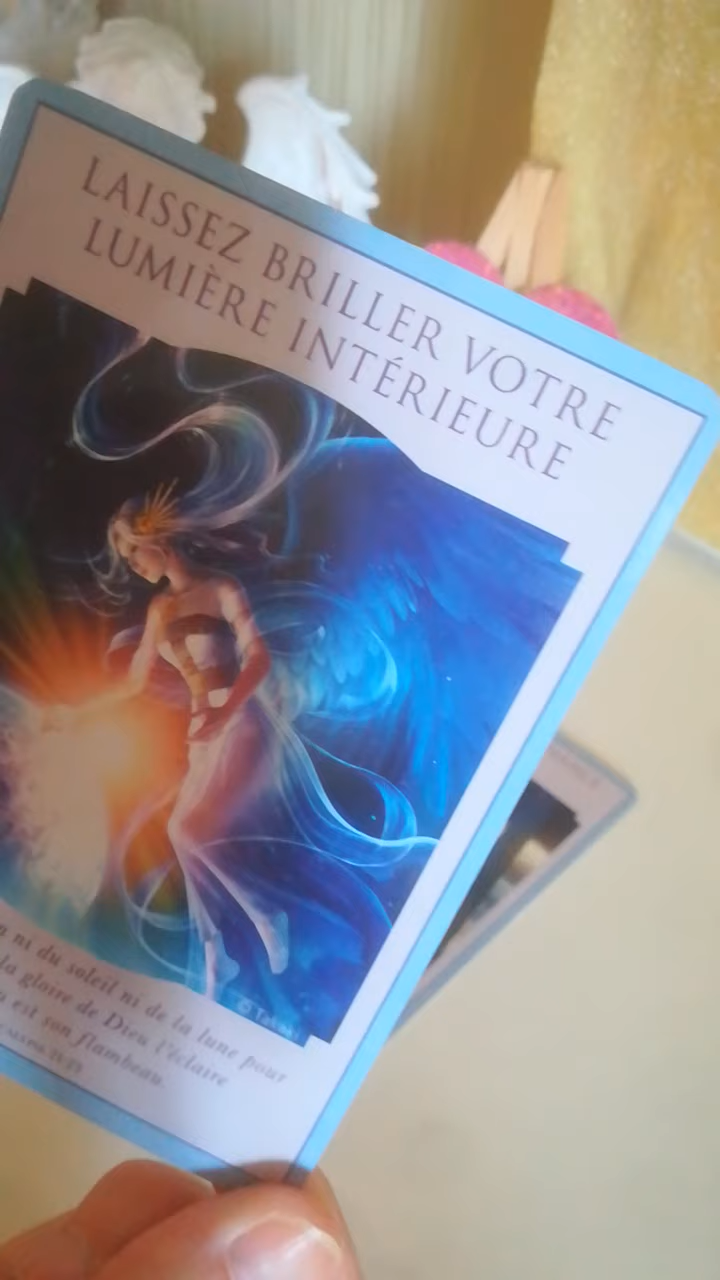 LAISSEZ BRILLER VOTRE
LUMIÈRE INTÉRIEURE
ni du soleil ni de la lune pour
la gloire de Dieu l'éclaire
est son flambeau.